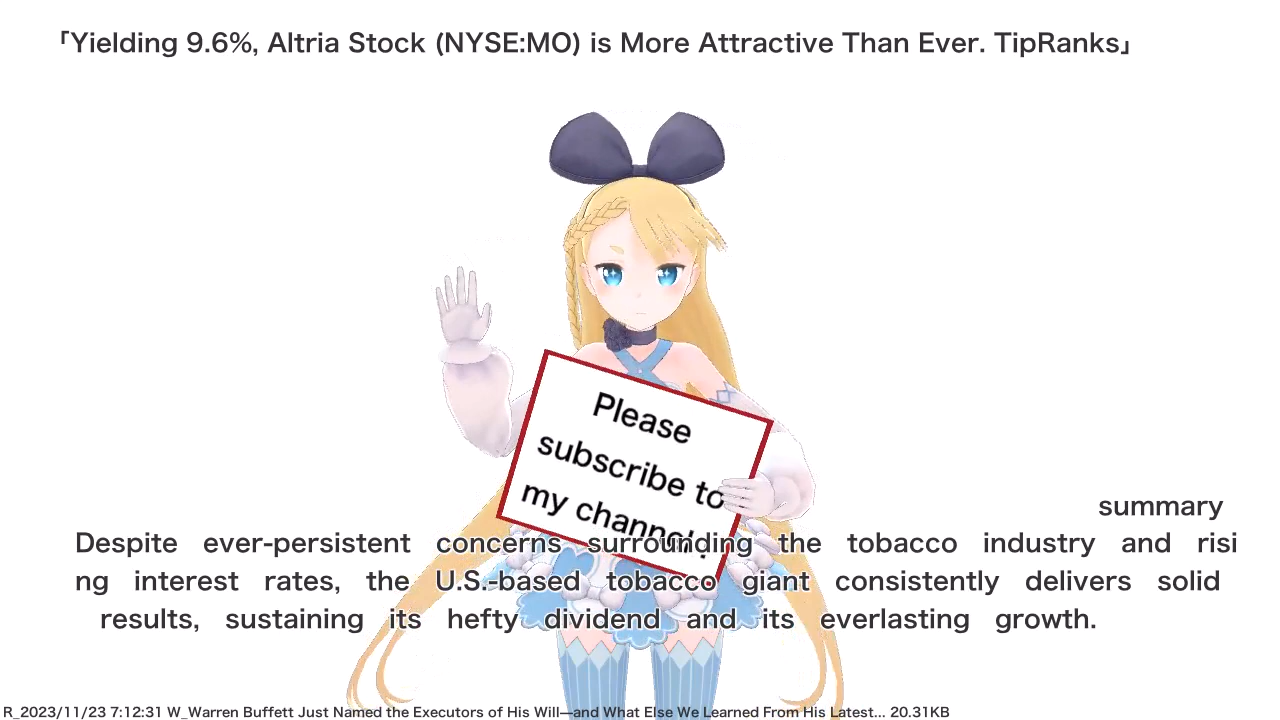 「Yielding 9.6%, Altria Stock (NYSE:MO) is More Attractive Than Ever. TipRanks」
Please
subscribe to
my channel!
summary
Despite ever-persistent concerns surrounding the tobacco industry and risi
ng interest rates, the U.S.-based tobacco giant consistently delivers solid
results, sustaining its hefty dividend and its everlasting growth.
R_2023/11/23 7:12:31 W_Warren Buffett Just Named the Executors of His Will—and What Else We Learned From His Latest... 20.31KB